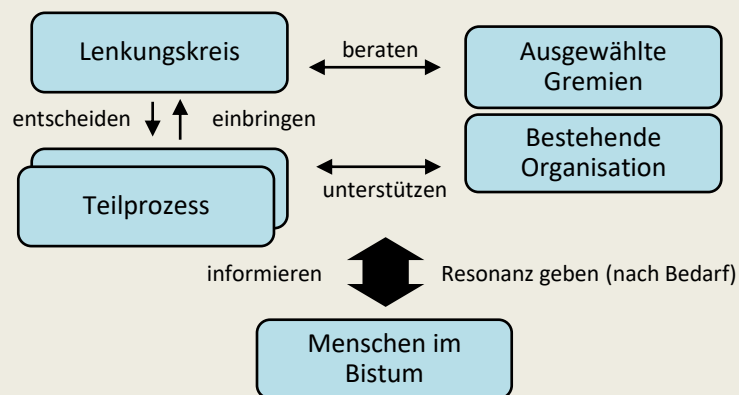 Lenkungskreis
beraten
Ausgewählte
Gremien
entscheiden
einbringen
Bestehende
Organisation
Teilprozess
unterstützen
informieren
Resonanz geben (nach Bedarf)
Menschen im
Bistum